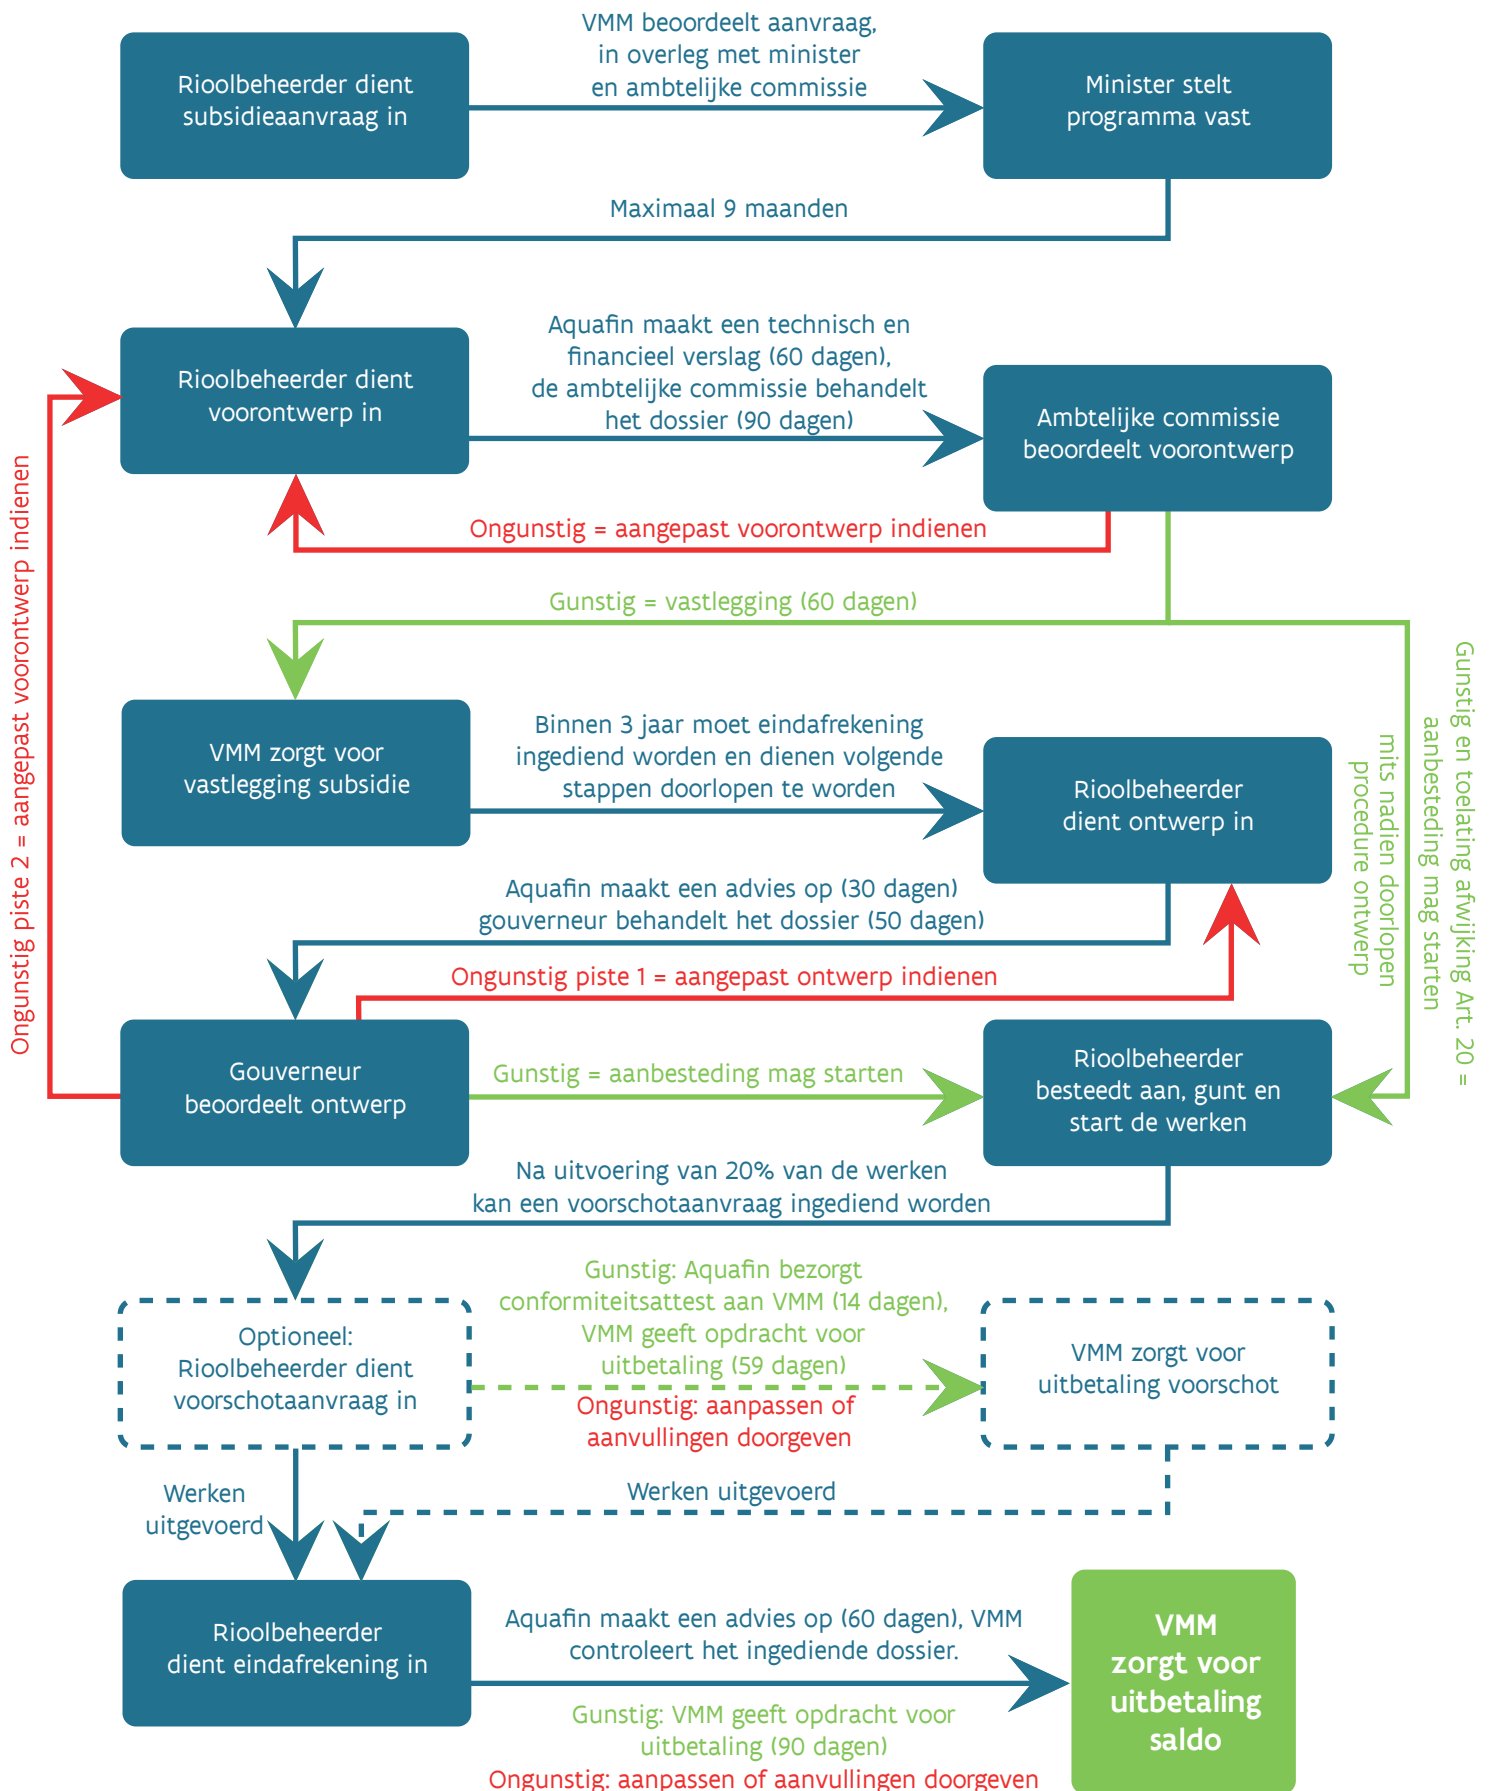 Rioolbeheerder dient
subsidieaanvraag in
VMM beoordeelt aanvraag,
in overleg met minister
en ambtelijke commissie
Minister stelt
programma vast
Maximaal 9 maanden
Rioolbeheerder dient
voorontwerp in
Aquafin maakt een technisch en
financieel verslag (60 dagen),
de ambtelijke commissie behandelt
het dossier (90 dagen)
Ambtelijke commissie
beoordeelt voorontwerp
Ongunstig = aangepast voorontwerp indienen
Gunstig = vastlegging (60 dagen)
Ongunstig piste 2 = aangepast voorontwerp indienen
Gunstig en toelating afwijking Art. 20 =
aanbesteding mag starten
mits nadien doorlopen
procedure ontwerp
VMM zorgt voor
vastlegging subsidie
Binnen 3 jaar moet eindafrekening
ingediend worden en dienen volgende
stappen doorlopen te worden
Rioolbeheerder
dient ontwerp in
Aquafin maakt een advies op (30 dagen)
gouverneur behandelt het dossier (50 dagen)
Ongunstig piste 1 = aangepast ontwerp indienen
Gouverneur
beoordeelt ontwerp
Gunstig = aanbesteding mag starten
Rioolbeheerder
besteedt aan, gunt en
start de werken
Na uitvoering van 20% van de werken
kan een voorschotaanvraag ingediend worden
Optioneel:
Rioolbeheerder dient
voorschotaanvraag in
Gunstig: Aquafin bezorgt
conformiteitsattest aan VMM (14 dagen),
VMM geeft opdracht voor
uitbetaling (59 dagen)
Ongunstig: aanpassen of
aanvullingen doorgeven
VMM zorgt voor
uitbetaling voorschot
Werken
uitgevoerd
Werken uitgevoerd
Rioolbeheerder
dient eindafrekening in
Aquafin maakt een advies op (60 dagen), VMM
controleert het ingediende dossier.
Gunstig: VMM geeft opdracht voor
uitbetaling (90 dagen)
Ongunstig: aanpassen of aanvullingen doorgeven
VMM
zorgt voor
uitbetaling
saldo